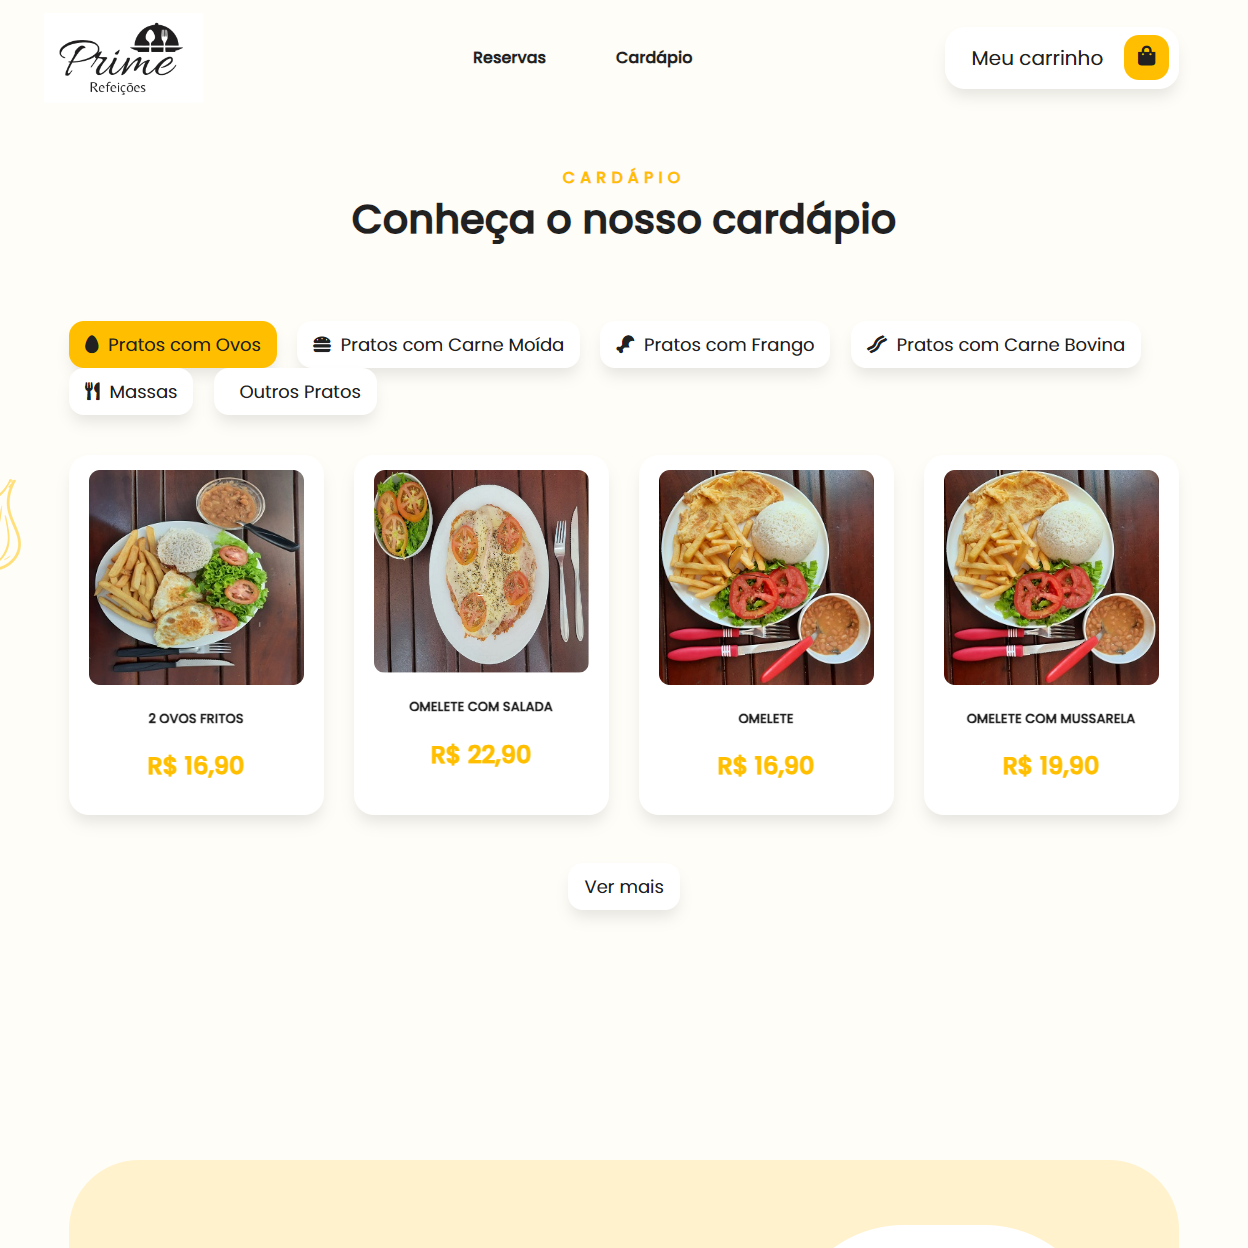 Prime
Refeições
Reservas
Cardápio
Meu carrinho
CARDÁPIO
Conheça o nosso cardápio
Pratos com Ovos
Pratos com Carne Moída
Pratos com Frango
Pratos com Carne Bovina
Massas
Outros Pratos
2 OVOS FRITOS
R$ 16,90
OMELETE COM SALADA
R$ 22,90
OMELETE
R$ 16,90
OMELETE COM MUSSARELA
R$ 19,90
Ver mais